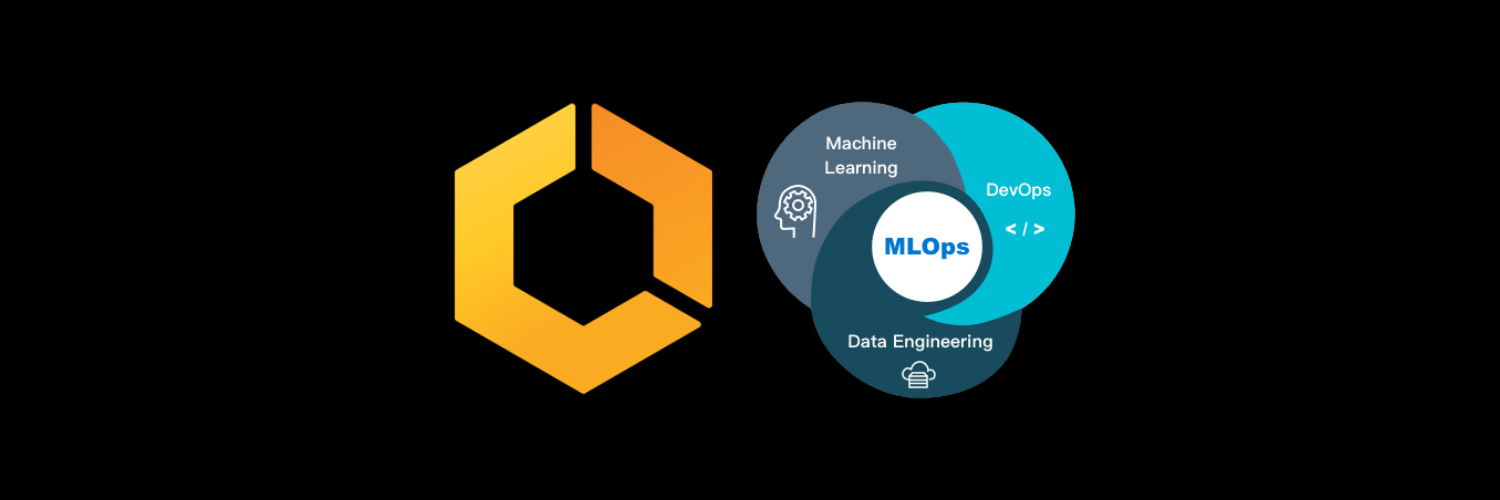 Machine
Learning
DevOps
< / >
MLOps
Data Engineering